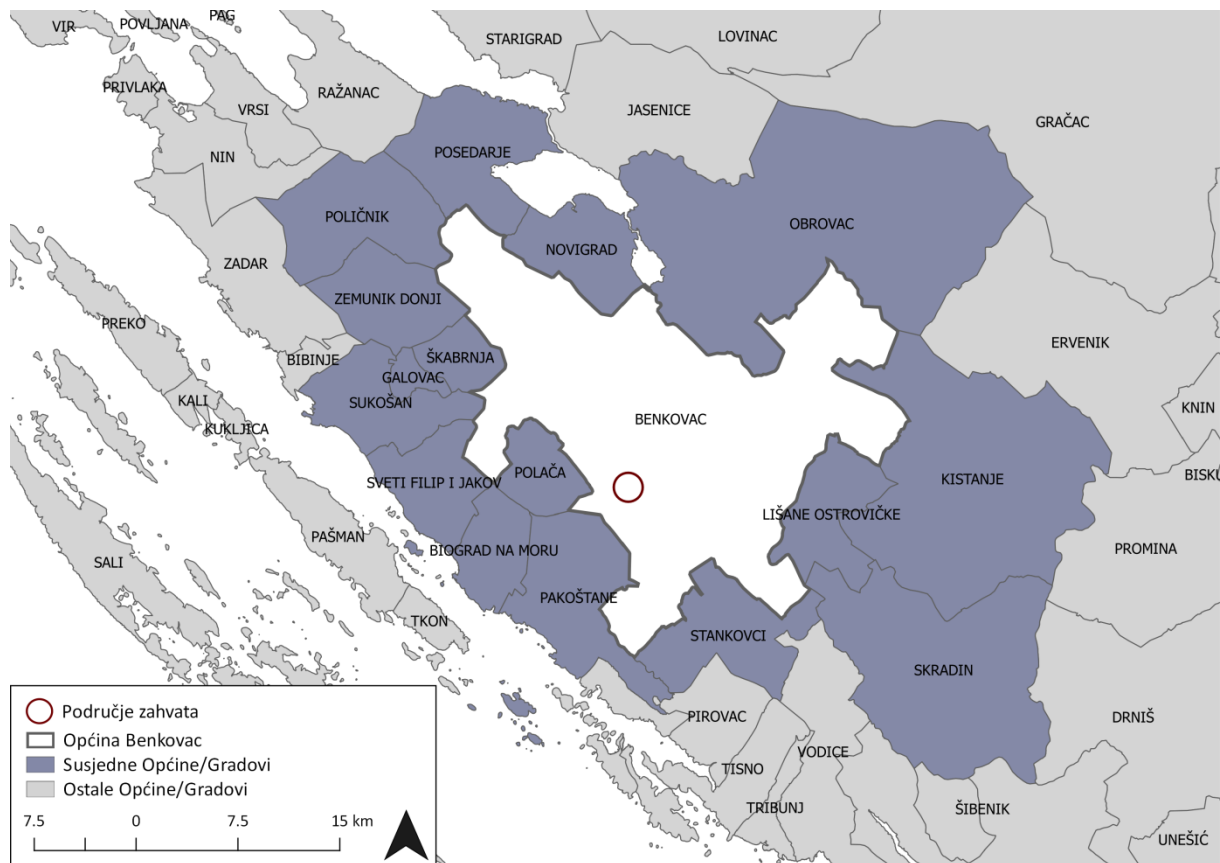 VIR
POVLJANA
PAG
STARIGRAD
LOVINAC
PRIVLAKA
RAŽANAC
VRSI
JASENICE
GRAČAC
NIN
POSEDARJE
POLIČNIK
OBROVAC
NOVIGRAD
ZADAR
ZEMUNIK DONJI
PREKO
ERVENIK
BIBINJE
ŠKABRNJA
GALOVAC
KALI
SUKOŠAN
KNIN
KUKLJICA
BENKOVAC
POLAČA
BISKU
SVETI FILIP I JAKOV
KISTANJE
LIŠANE OSTROVIČKE
PAŠMAN
BIOGRAD NA MORU
PROMINA
SALI
PAKOŠTANE
TKON
STANKOVCI
SKRADIN
PIROVAC
DRNIŠ
VODICE
TISNO
TRIBUNJ
ŠIBENIK
UNEŠIĆ
Područje zahvata
Općina Benkovac
Susjedne Općine/Gradovi
Ostale Općine/Gradovi
7.5 0 7.5 15 km